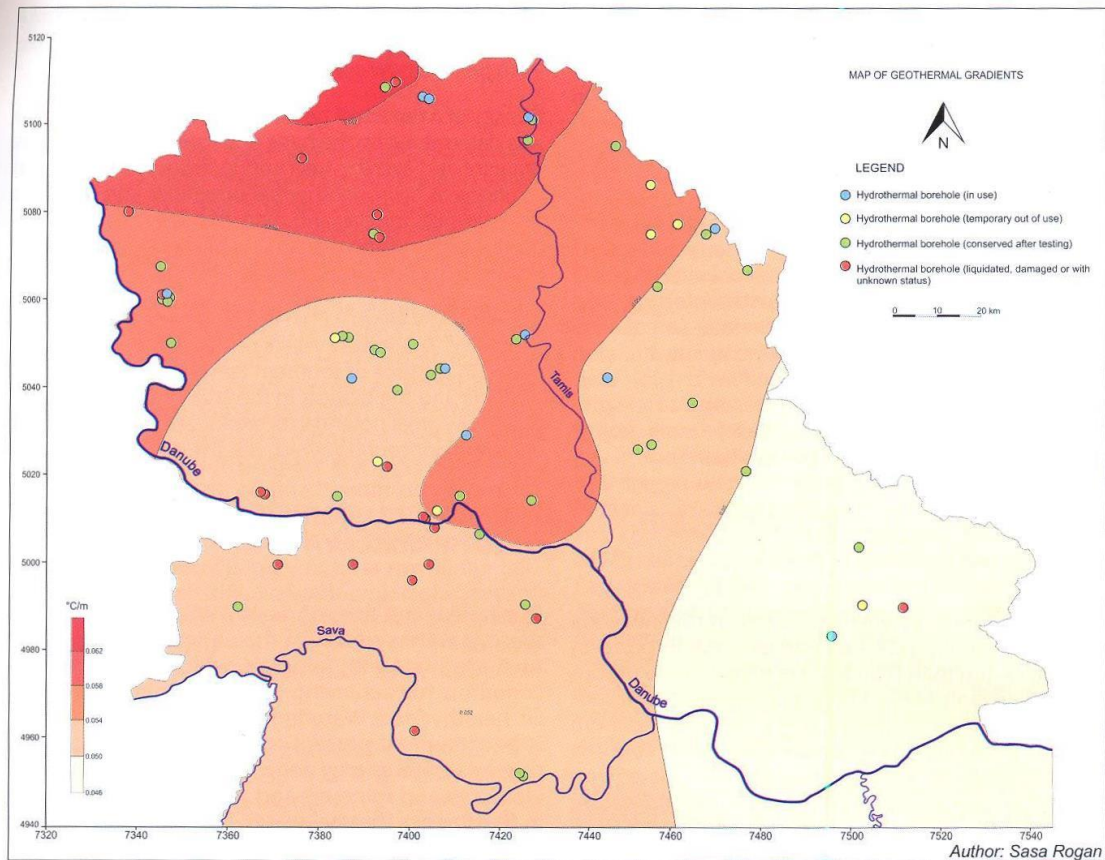 MAP OF GEOTHERMAL GRADIENTS
N
LEGEND
Hydrothermal borehole (in use)
Hydrothermal borehole (temporary out of use)
Hydrothermal borehole (conserved after testing)
Hydrothermal borehole (liquidated, damaged or with
unknown status)
0 10 20 km
5120
5100
5080
5060
5040
5020
5000
4980
4960
4940
Tamis
Danube
Sava
Danube
0.052
°C/m
0.062
0.058
0.054
0.050
0.046
7320 7340 7360 7380 7400 7420 7440 7460 7480 7500 7520 7540
Author: Sasa Rogan